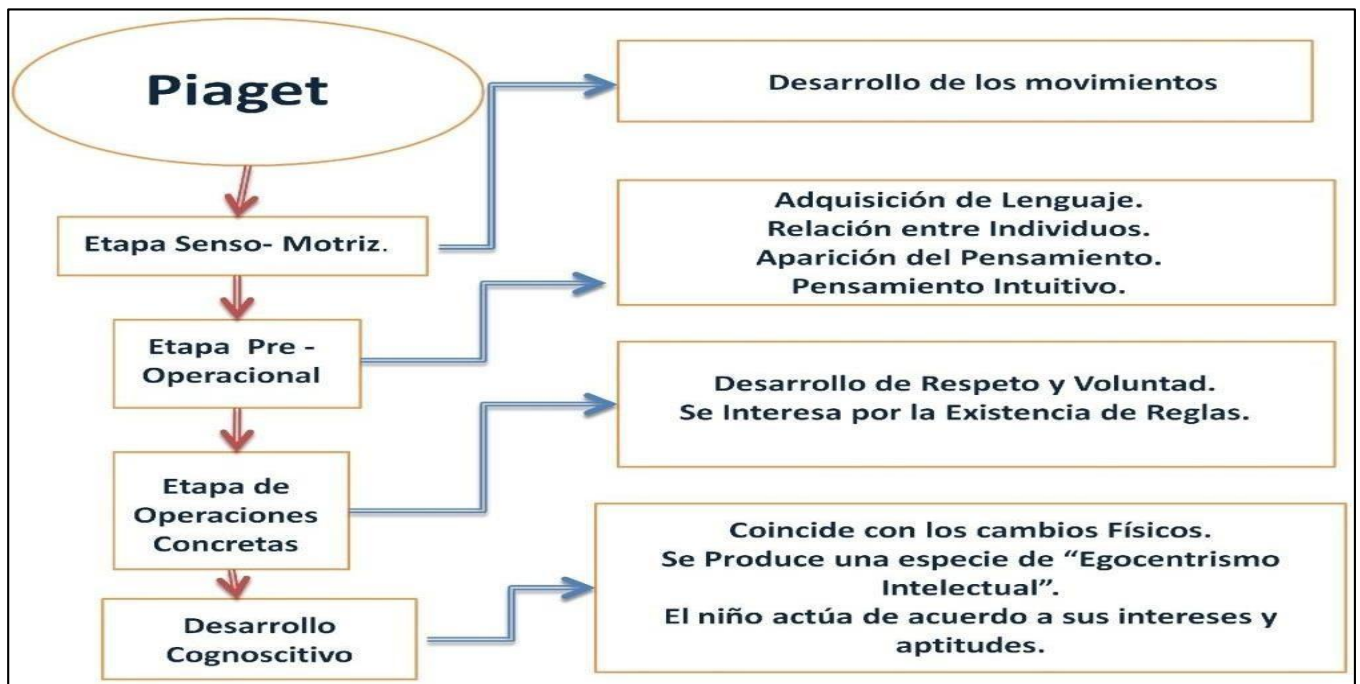 Piaget
Desarrollo de los movimientos
Etapa Senso- Motriz.
Adquisición de Lenguaje.
Relación entre Individuos.
Aparición del Pensamiento.
Pensamiento Intuitivo.
Etapa Pre -
Operacional
Desarrollo de Respeto y Voluntad.
Se Interesa por la Existencia de Reglas.
Etapa de
Operaciones
Concretas
Coincide con los cambios Físicos.
Se Produce una especie de “Egocentrismo
Intelectual”.
El niño actúa de acuerdo a sus intereses y
aptitudes.
Desarrollo
Cognoscitivo